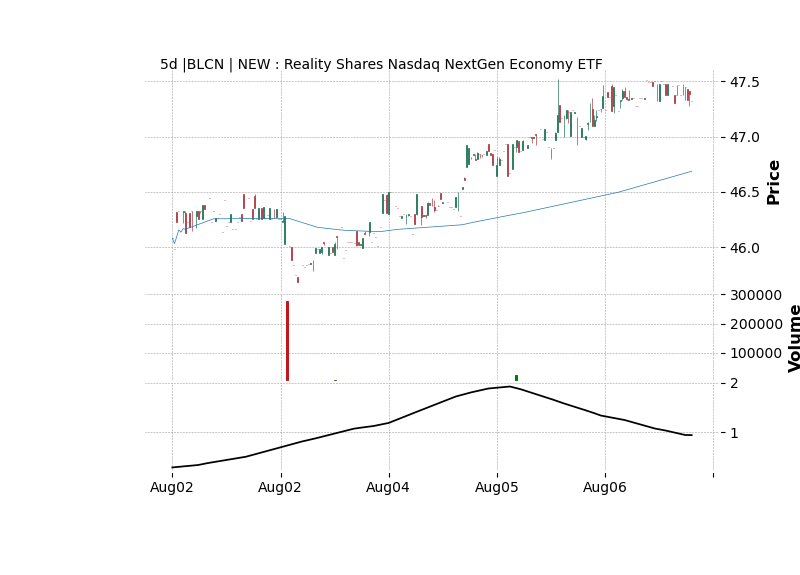 5d |BLCN | NEW : Reality Shares Nasdaq NextGen Economy ETF
47.5
47.0
46.5
46.0
Price
300000
200000
100000
Volume
2
1
Aug02 Aug02 Aug04 Aug05 Aug06